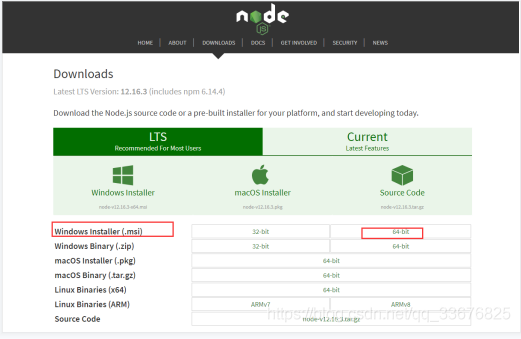 node
JS
HOME | ABOUT | DOWNLOADS | DOCS | GET INVOLVED | SECURITY | NEWS
Downloads
Latest LTS Version: 12.16.3 (includes npm 6.14.4)
Download the Node.js source code or a pre-built installer for your platform, and start developing today.
LTS Current
Recommended For Most Users Latest Features
Windows Installer macOS Installer Source Code
node-v12.16.3-x64.msi node-v12.16.3.pkg node-v12.16.3.tar.gz
Windows Installer (.msi) 32-bit 64-bit
Windows Binary (.zip) 32-bit 64-bit
macOS Installer (.pkg) 64-bit
macOS Binary (.tar.gz) 64-bit
Linux Binaries (x64) 64-bit
Linux Binaries (ARM) ARMv7 ARMv8
Source Code node-v12.16.3.tar.gz
https://blog.csdn.net/qq_33676825